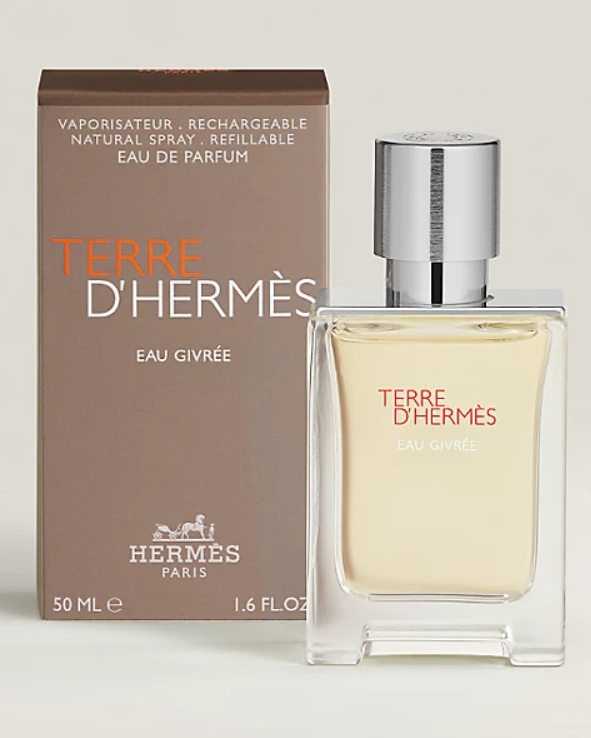 VAPORISATEUR . RECHARGEABLE
NATURAL SPRAY . REFILLABLE
EAU DE PARFUM
TERRE
D'HERMÈS
EAU GIVRÉE
HERMÈS
PARIS
50 ML ℮
1.6 FL.OZ
TERRE
D'HERMÈS
EAU GIVRÉE